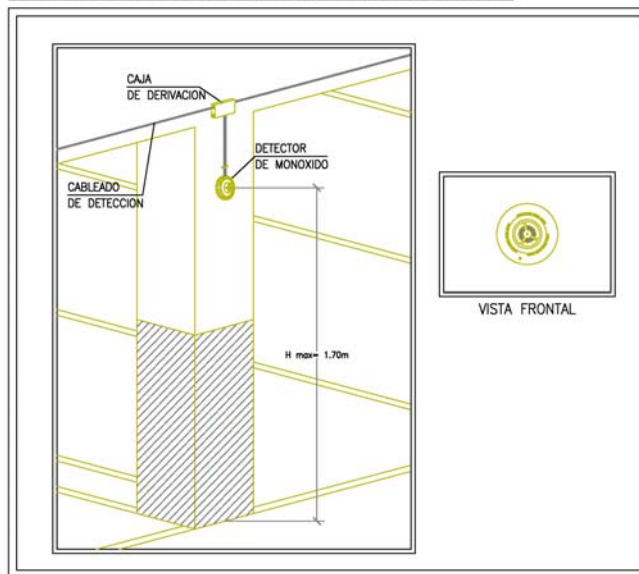 CAJA
DE DERIVACION
DETECTOR
DE MONOXIDO
CABLEADO
DE DETECCION
H max= 1.70m
VISTA FRONTAL